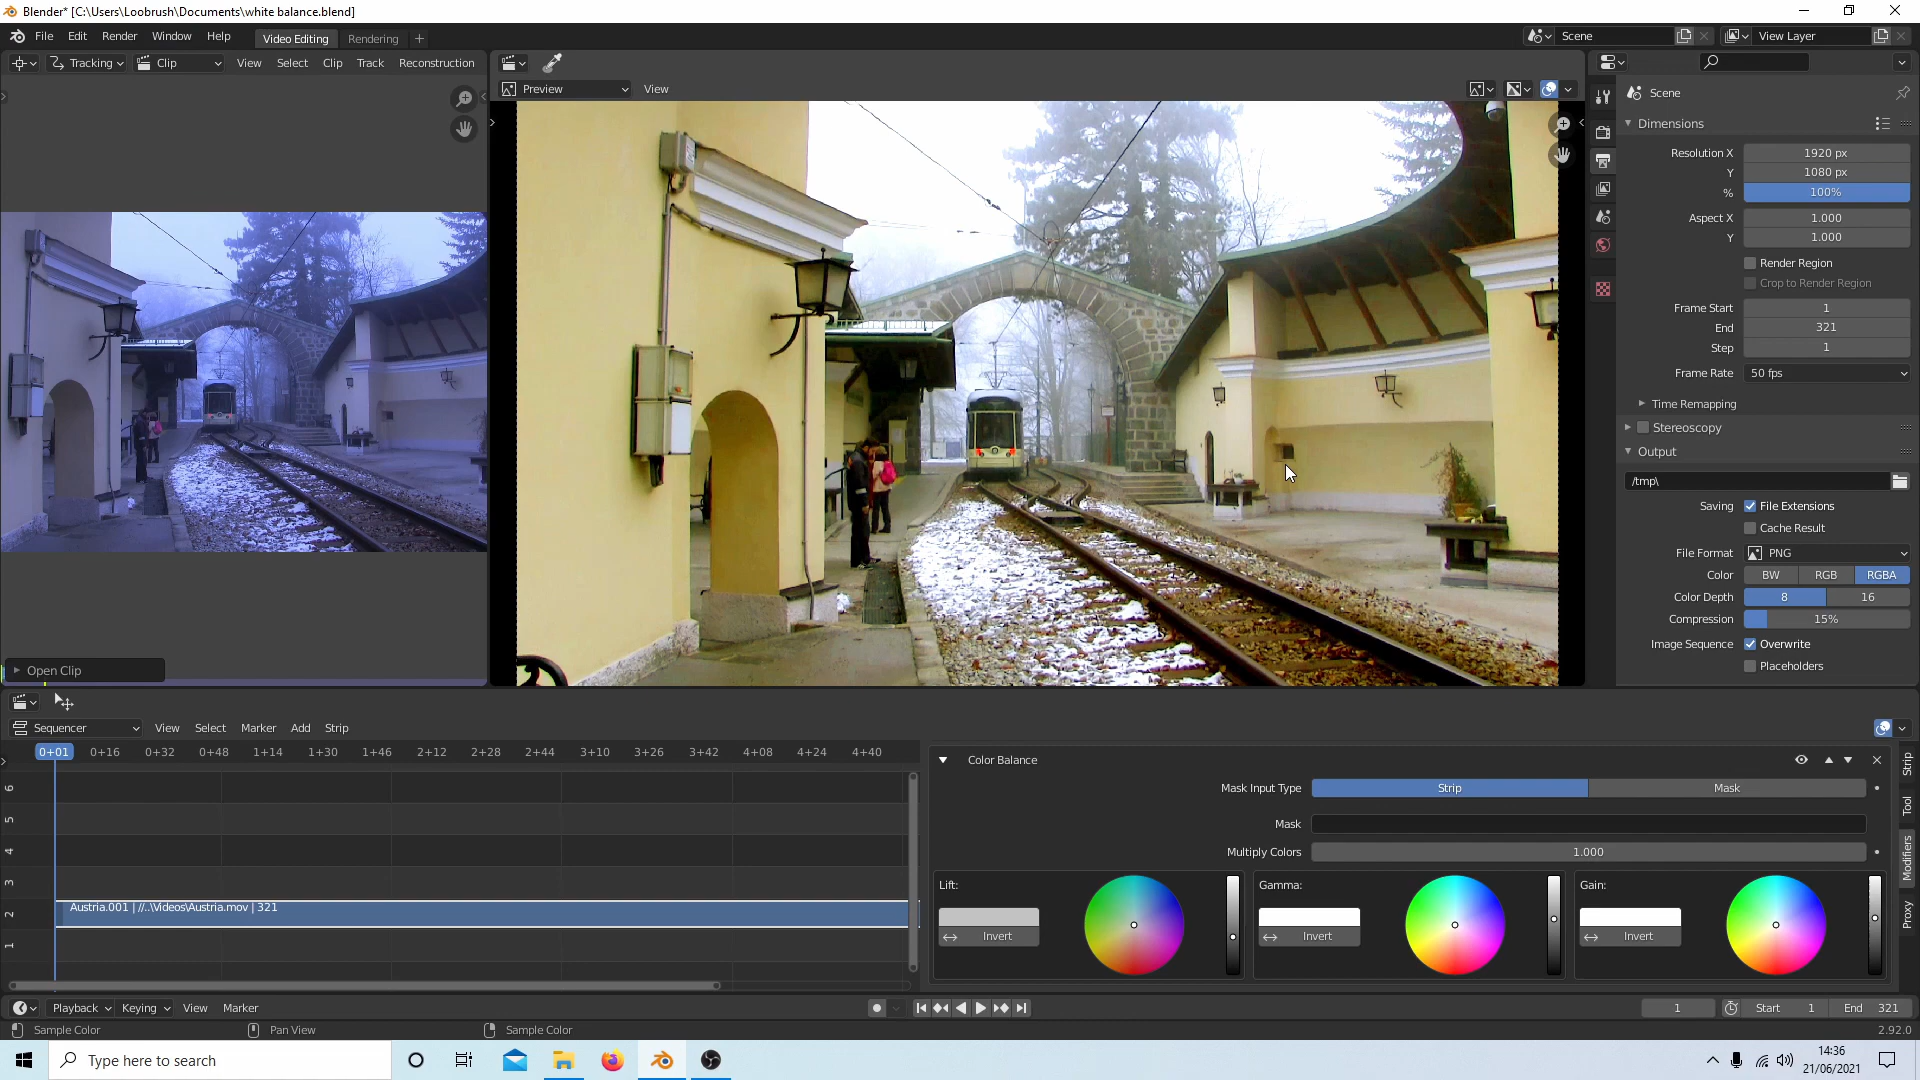 Blender* [C:\Users\Loobrush\Documents\white balance.blend]
File Edit Render Window Help Video Editing Rendering + Scene View Layer
Tracking Clip View Select Clip Track Reconstruction
Preview View
Scene
Dimensions
Resolution X 1920 px
Y 1080 px
% 100%
Aspect X 1.000
Y 1.000
Render Region
Crop to Render Region
Frame Start 1
End 321
Step 1
Frame Rate 50 fps
Time Remapping
Stereoscopy
Output
/tmp\
Saving File Extensions
Cache Result
File Format PNG
Color BW RGB RGBA
Color Depth 8 16
Compression 15%
Image Sequence Overwrite
Placeholders
Open Clip
Sequencer View Select Marker Add Strip
0+01 0+16 0+32 0+48 1+14 1+30 1+46 2+12 2+28 2+44 3+10 3+26 3+42 4+08 4+24 4+40
6
5
4
3
2
1
Austria.001 | //..\Videos\Austria.mov | 321
Color Balance
Mask Input Type Strip Mask
Mask
Multiply Colors 1.000
Lift: Gamma: Gain:
Invert Invert Invert
Strip
Tool
Modifiers
Proxy
Playback Keying View Marker 1 Start 1 End 321
Sample Color Pan View Sample Color 2.92.0
Type here to search
14:36
21/06/2021